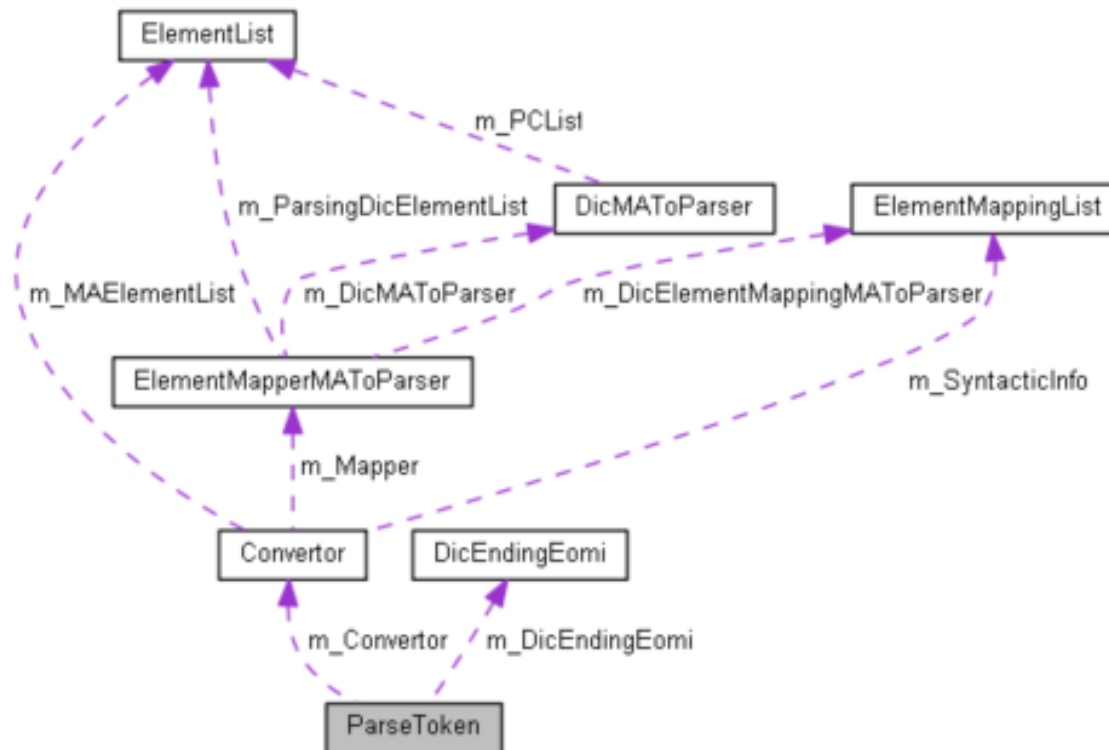 ElementList
m_PCList
m_ParsingDicElementList
DicMAToParser
ElementMappingList
m_MAElementList
m_DicMAToParser
m_DicElementMappingMAToParser
ElementMapperMAToParser
m_SyntacticInfo
m_Mapper
Convertor
DicEndingEomi
m_Convertor
m_DicEndingEomi
ParseToken